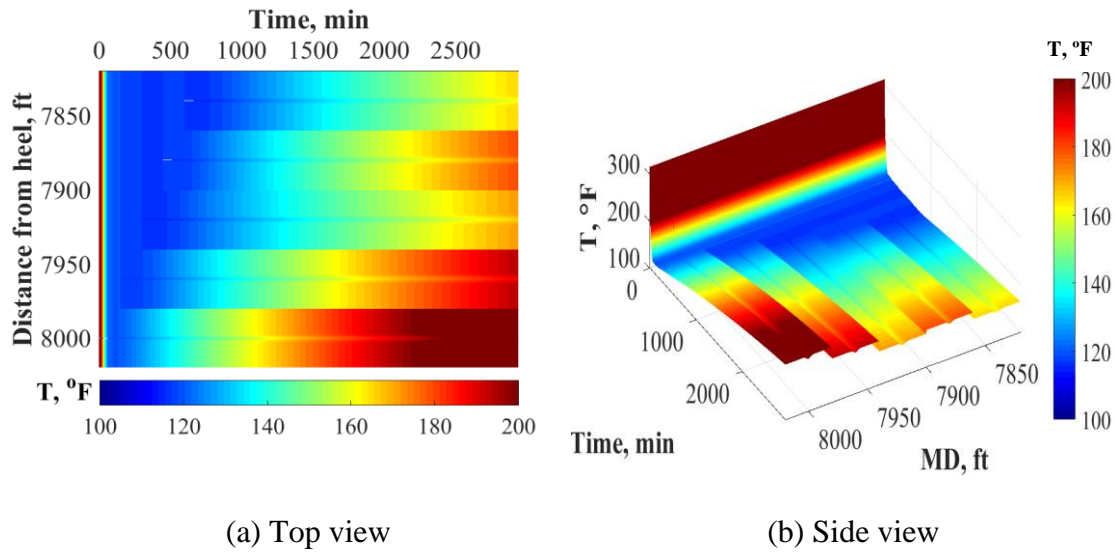 Time, min
0 500 1000 1500 2000 2500
Distance from heel, ft
7850
7900
7950
8000
T, °F
100 120 140 160 180 200
(a) Top view
T, °F
300
200
100
T, °F
0
1000
2000
Time, min
8000
7950
7900
7850
MD, ft
200
180
160
140
120
100
(b) Side view